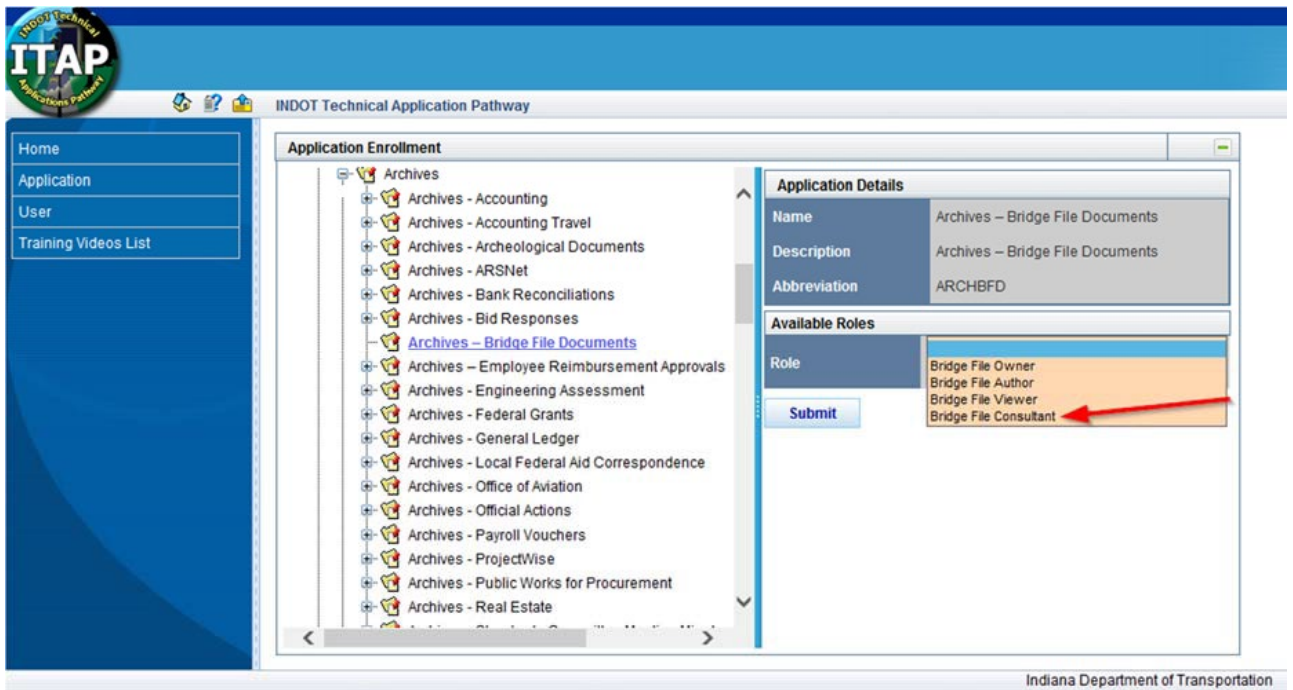 INDOT Technical
ITAP
Applications Pathway
INDOT Technical Application Pathway
Home
Application
User
Training Videos List
Application Enrollment
Archives
Archives - Accounting
Archives - Accounting Travel
Archives - Archeological Documents
Archives - ARSNet
Archives - Bank Reconciliations
Archives - Bid Responses
Archives – Bridge File Documents
Archives – Employee Reimbursement Approvals
Archives - Engineering Assessment
Archives - Federal Grants
Archives - General Ledger
Archives - Local Federal Aid Correspondence
Archives - Office of Aviation
Archives - Official Actions
Archives - Payroll Vouchers
Archives - ProjectWise
Archives - Public Works for Procurement
Archives - Real Estate
Application Details
Name Archives – Bridge File Documents
Description Archives – Bridge File Documents
Abbreviation ARCHBFD
Available Roles
Role
Bridge File Owner
Bridge File Author
Bridge File Viewer
Bridge File Consultant
Submit
Indiana Department of Transportation